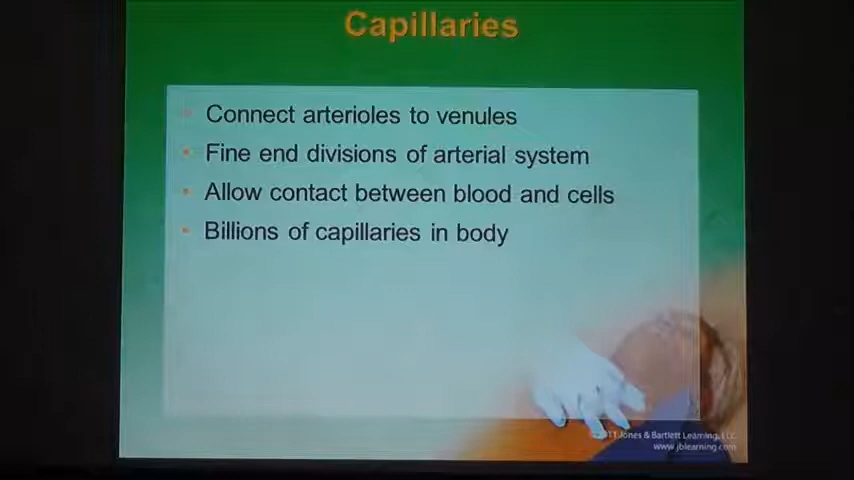 Capillaries
Connect arterioles to venules
Fine end divisions of arterial system
Allow contact between blood and cells
Billions of capillaries in body
©2011 Jones & Bartlett Learning, LLC
www.jblearning.com